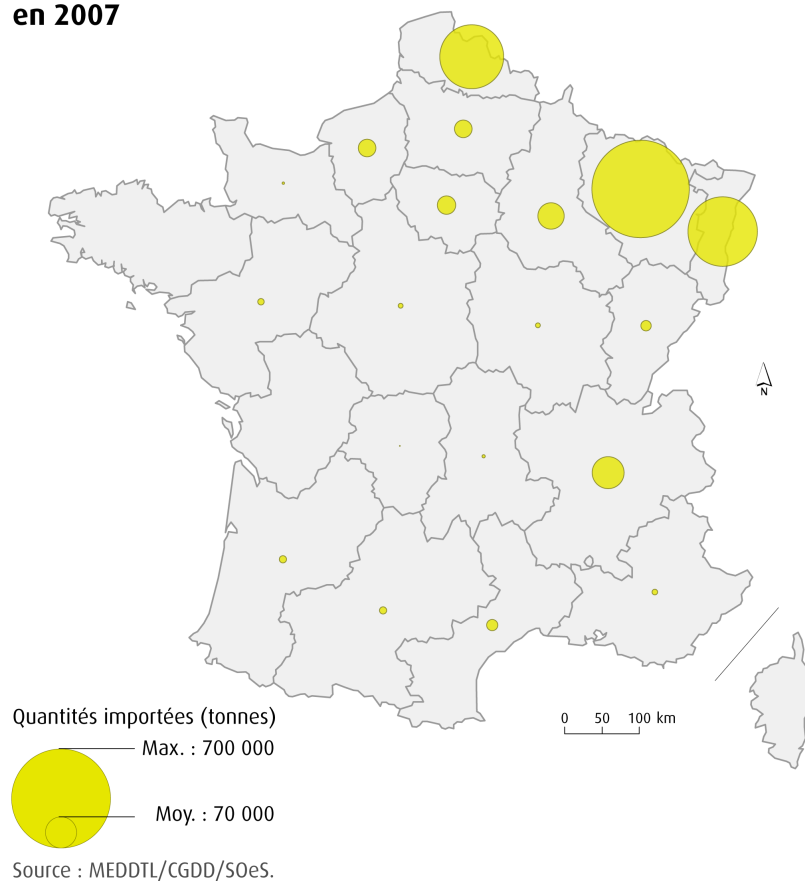 en 2007
N
0 50 100 km
Quantités importées (tonnes)
Max. : 700 000
Moy. : 70 000
Source : MEDDTL/CGDD/SOeS.